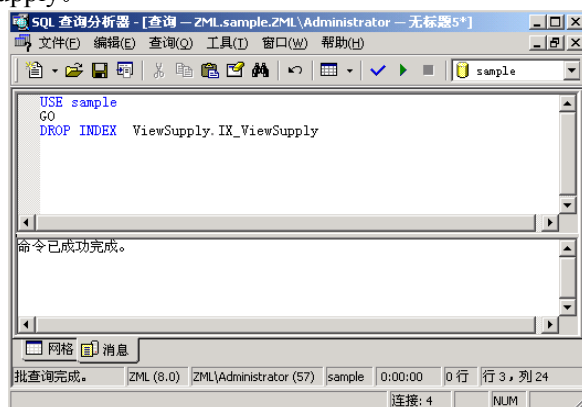 upply。
SQL 查询分析器 - [查询 — ZML.sample.ZML\Administrator — 无标题5*]
文件(F) 编辑(E) 查询(Q) 工具(T) 窗口(W) 帮助(H)
sample
USE sample
GO
DROP INDEX ViewSupply.IX_ViewSupply
命令已成功完成。
网格 消息
批查询完成。 ZML (8.0) ZML\Administrator (57) sample 0:00:00 0 行 行 3，列 24
连接: 4 NUM